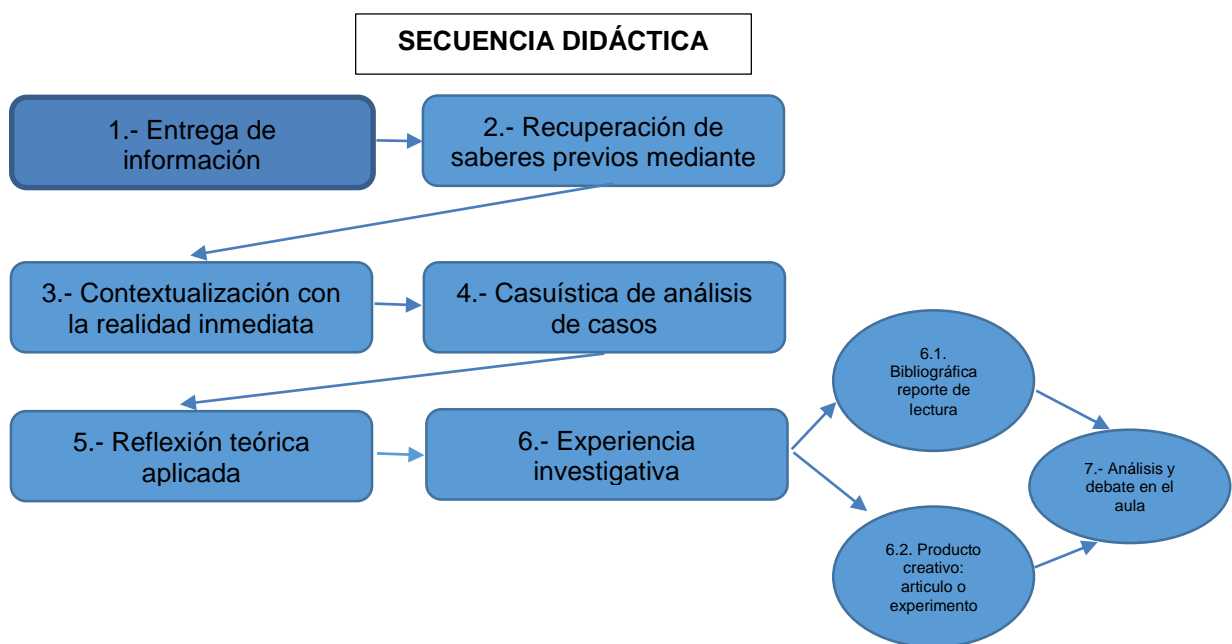 SECUENCIA DIDÁCTICA
1.- Entrega de
información
2.- Recuperación de
saberes previos mediante
3.- Contextualización con
la realidad inmediata
4.- Casuística de análisis
de casos
5.- Reflexión teórica
aplicada
6.- Experiencia
investigativa
6.1.
Bibliográfica
reporte de
lectura
6.2. Producto
creativo:
articulo o
experimento
7.- Análisis y
debate en el
aula